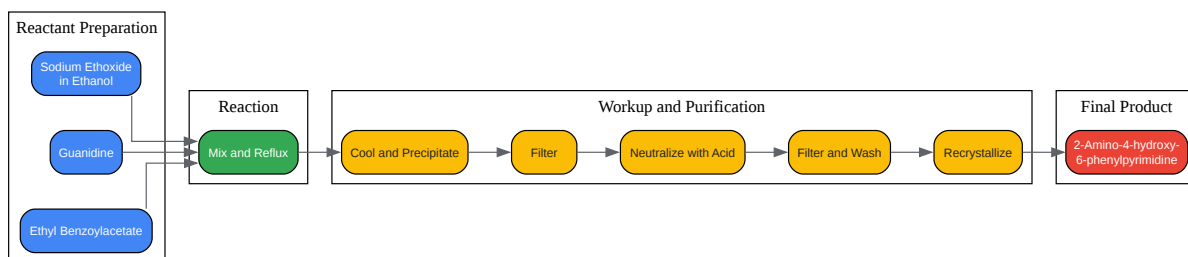 Reactant Preparation
Sodium Ethoxide
in Ethanol
Guanidine
Ethyl Benzoylacetate
Reaction
Mix and Reflux
Workup and Purification
Cool and Precipitate
Filter
Neutralize with Acid
Filter and Wash
Recrystallize
Final Product
2-Amino-4-hydroxy-
6-phenylpyrimidine